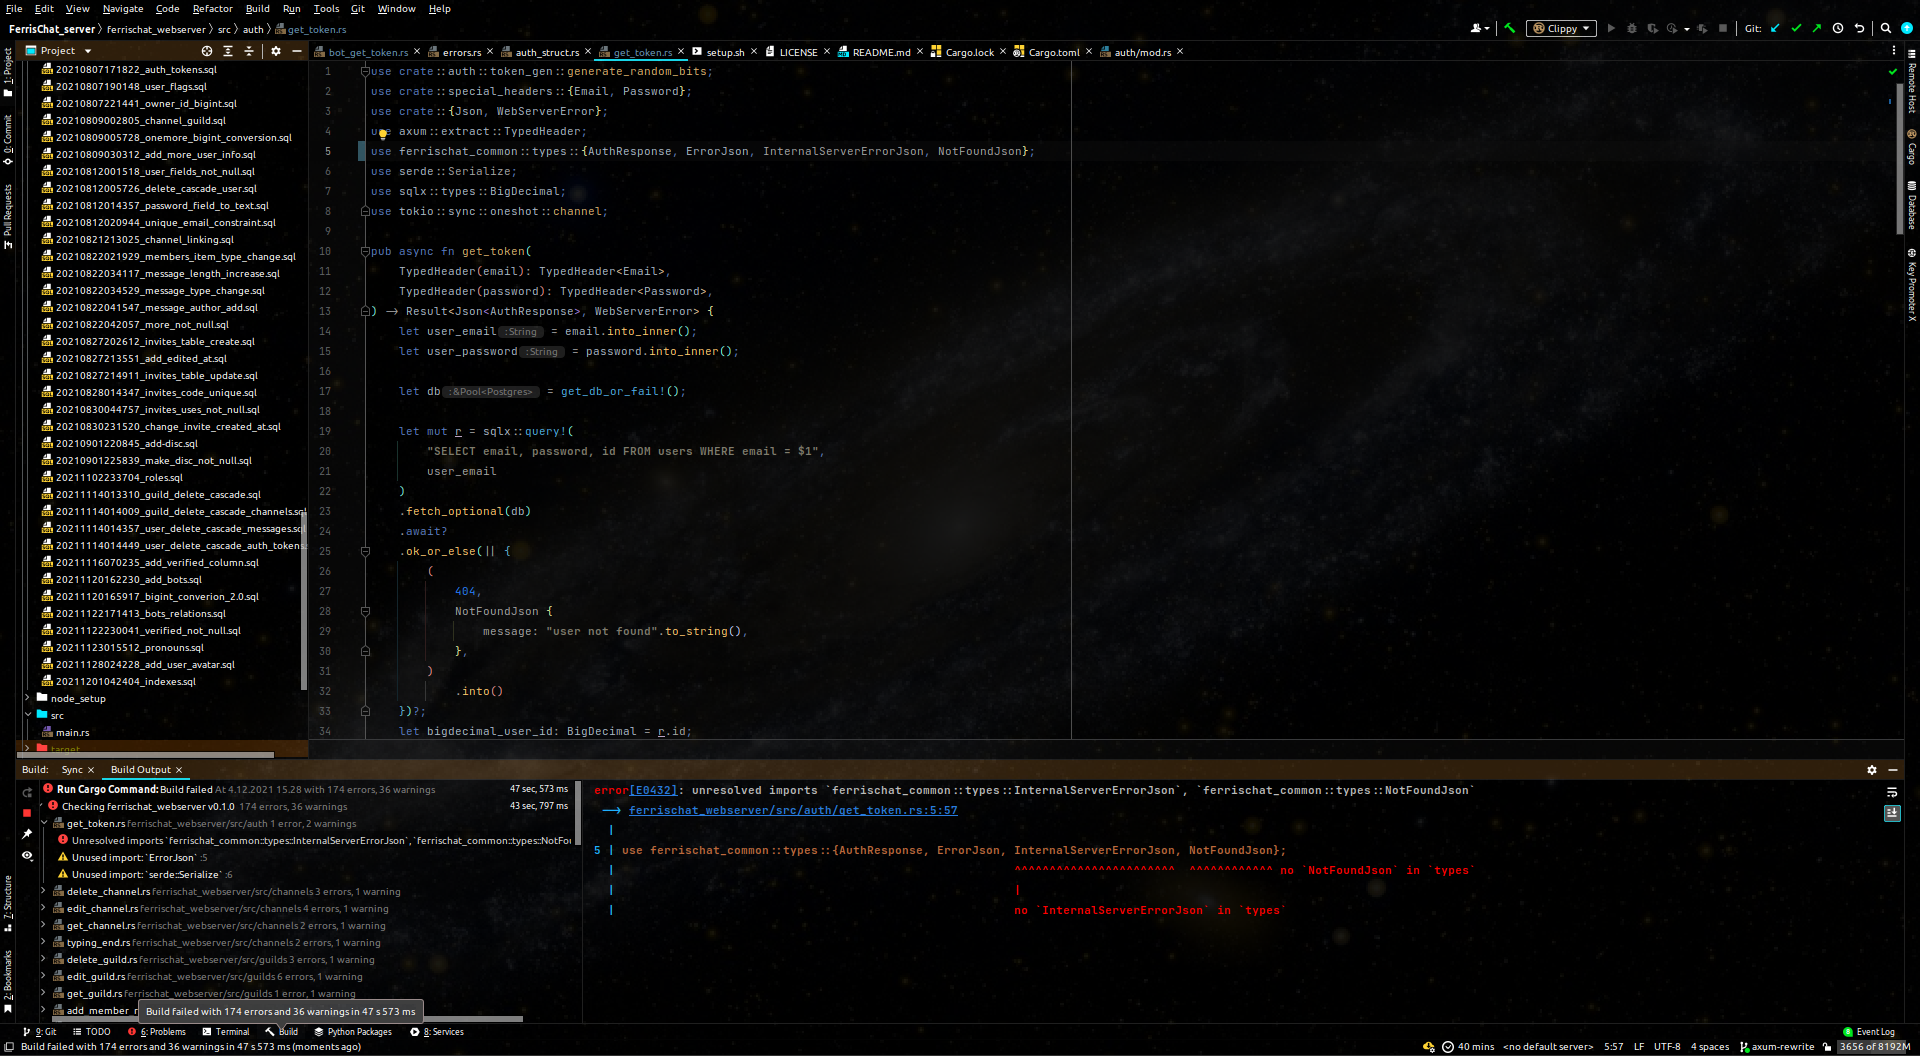 File Edit View Navigate Code Refactor Build Run Tools Git Window Help
FerrisChat_server ferrischat_webserver src auth get_token.rs
Clippy Git:
Project
bot_get_token.rs errors.rs auth_struct.rs get_token.rs setup.sh LICENSE README.md Cargo.lock Cargo.toml auth/mod.rs
1: Project
0: Commit
Pull Requests
7: Structure
2: Bookmarks
20210807171822_auth_tokens.sql
20210807190148_user_flags.sql
20210807221441_owner_id_bigint.sql
20210809002805_channel_guild.sql
20210809005728_onemore_bigint_conversion.sql
20210809030312_add_more_user_info.sql
20210812001518_user_fields_not_null.sql
20210812005726_delete_cascade_user.sql
20210812014357_password_field_to_text.sql
20210812020944_unique_email_constraint.sql
20210821213025_channel_linking.sql
20210822021929_members_item_type_change.sql
20210822034117_message_length_increase.sql
20210822034529_message_type_change.sql
20210822041547_message_author_add.sql
20210822042057_more_not_null.sql
20210827202612_invites_table_create.sql
20210827213551_add_edited_at.sql
20210827214911_invites_table_update.sql
20210828014347_invites_code_unique.sql
20210830044757_invites_uses_not_null.sql
20210830231520_change_invite_created_at.sql
20210901220845_add-disc.sql
20210901225839_make_disc_not_null.sql
20211102233704_roles.sql
20211114013310_guild_delete_cascade.sql
20211114014009_guild_delete_cascade_channels.sql
20211114014357_user_delete_cascade_messages.sql
20211114014449_user_delete_cascade_auth_tokens.
20211116070235_add_verified_column.sql
20211120162230_add_bots.sql
20211120165917_bigint_converion_2.0.sql
20211122171413_bots_relations.sql
20211122230041_verified_not_null.sql
20211123015512_pronouns.sql
20211128024228_add_user_avatar.sql
20211201042404_indexes.sql
node_setup
src
main.rs
target
1 use crate::auth::token_gen::generate_random_bits;
2 use crate::special_headers::{Email, Password};
3 use crate::{Json, WebServerError};
4 use axum::extract::TypedHeader;
5 use ferrischat_common::types::{AuthResponse, ErrorJson, InternalServerErrorJson, NotFoundJson};
6 use serde::Serialize;
7 use sqlx::types::BigDecimal;
8 use tokio::sync::oneshot::channel;
9
10 pub async fn get_token(
11 TypedHeader(email): TypedHeader<Email>,
12 TypedHeader(password): TypedHeader<Password>,
13 ) -> Result<Json<AuthResponse>, WebServerError> {
14 let user_email :String = email.into_inner();
15 let user_password :String = password.into_inner();
16
17 let db :&Pool<Postgres> = get_db_or_fail!();
18
19 let mut r = sqlx::query!(
20 "SELECT email, password, id FROM users WHERE email = $1",
21 user_email
22 )
23 .fetch_optional(db)
24 .await?
25 .ok_or_else(|| {
26 (
27 404,
28 NotFoundJson {
29 message: "user not found".to_string(),
30 },
31 )
32 .into()
33 })?;
34 let bigdecimal_user_id: BigDecimal = r.id;
Remote Host
Cargo
Database
Key Promoter X
Build: Sync Build Output
Run Cargo Command: Build failed At 4.12.2021 15.28 with 174 errors, 36 warnings 47 sec, 573 ms
Checking ferrischat_webserver v0.1.0 174 errors, 36 warnings 43 sec, 797 ms
get_token.rs ferrischat_webserver/src/auth 1 error, 2 warnings
Unresolved imports `ferrischat_common::types::InternalServerErrorJson`, `ferrischat_common::types::NotFou
Unused import: `ErrorJson` :5
Unused import: `serde::Serialize` :6
delete_channel.rs ferrischat_webserver/src/channels 3 errors, 1 warning
edit_channel.rs ferrischat_webserver/src/channels 4 errors, 1 warning
get_channel.rs ferrischat_webserver/src/channels 2 errors, 1 warning
typing_end.rs ferrischat_webserver/src/channels 2 errors, 1 warning
delete_guild.rs ferrischat_webserver/src/guilds 3 errors, 1 warning
edit_guild.rs ferrischat_webserver/src/guilds 6 errors, 1 warning
get_guild.rs ferrischat_webserver/src/guilds 1 error, 1 warning
add_member_r
Build failed with 174 errors and 36 warnings in 47 s 573 ms
error[E0432]: unresolved imports `ferrischat_common::types::InternalServerErrorJson`, `ferrischat_common::types::NotFoundJson`
--> ferrischat_webserver/src/auth/get_token.rs:5:57
|
5 | use ferrischat_common::types::{AuthResponse, ErrorJson, InternalServerErrorJson, NotFoundJson};
| ^^^^^^^^^^^^^^^^^^^^^^^ ^^^^^^^^^^^^ no `NotFoundJson` in `types`
| |
| no `InternalServerErrorJson` in `types`
9: Git TODO 6: Problems Terminal Build Python Packages 8: Services Event Log
Build failed with 174 errors and 36 warnings in 47 s 573 ms (moments ago) 40 mins <no default server> 5:57 LF UTF-8 4 spaces axum-rewrite 3656 of 8192M